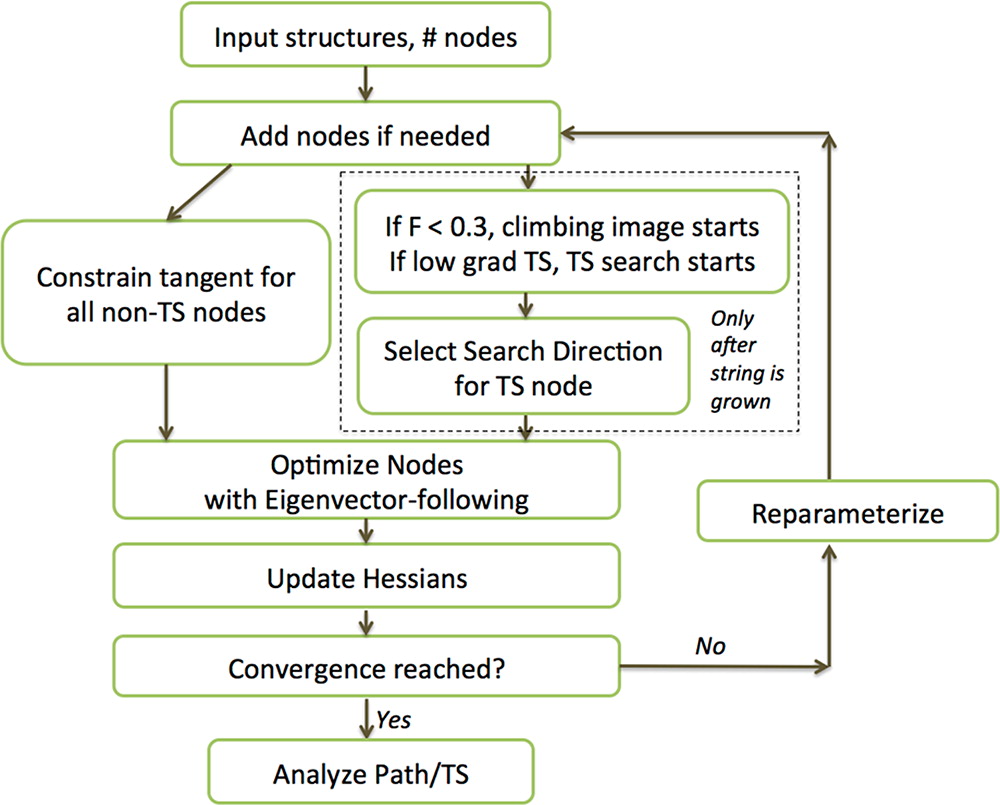 Input structures, # nodes
Add nodes if needed
Constrain tangent for
all non-TS nodes
If F < 0.3, climbing image starts
If low grad TS, TS search starts
Select Search Direction
for TS node
Only
after
string is
grown
Optimize Nodes
with Eigenvector-following
Update Hessians
Convergence reached?
No
Reparameterize
Yes
Analyze Path/TS